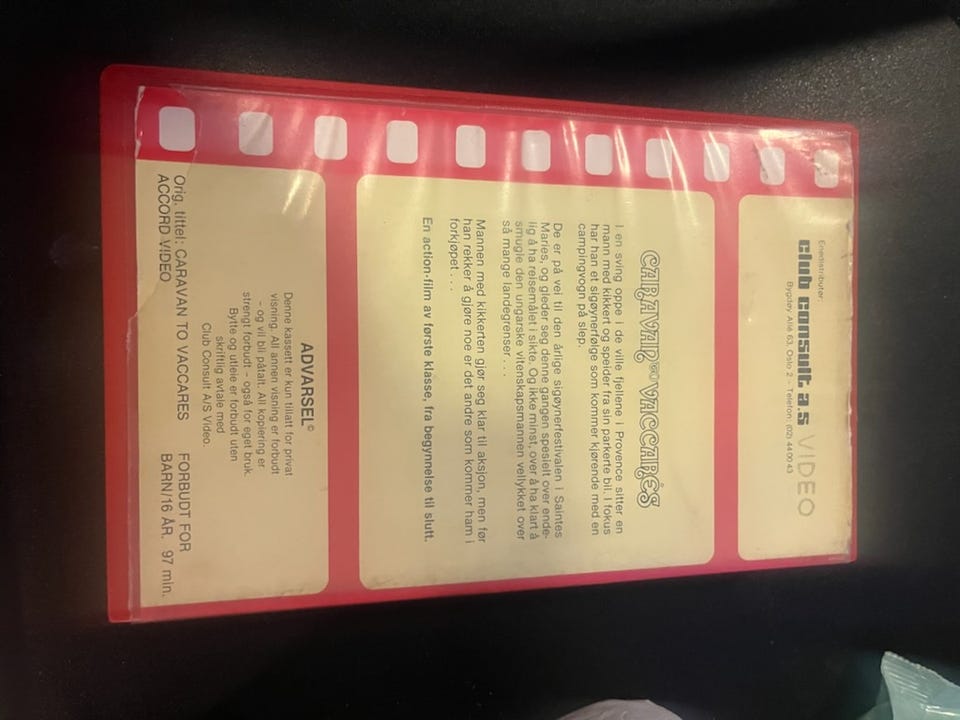 Enedistributør:
club consult a.s VIDEO
Bygdøy Allé 63, Oslo 2 – Telefon: (02) 44 00 43
CARAVAN TO VACCARÈS
I en sving oppe i de ville fjellene i Provence sitter en
mann med kikkert og speider fra sin parkerte bil. I fokus
har han et sigøynerfølge som kommer kjørende med en
campingvogn på slep.
De er på vei til den årlige sigøynerfestivalen i Saintes
Maries, og gleder seg denne gangen spesielt over ende-
lig å ha reisemålet i sikte. Og ikke minst, over å ha klart å
smugle den ungarske vitenskapsmannen vellykket over
så mange landegrenser . . .
Mannen med kikkerten gjør seg klar til aksjon, men før
han rekker å gjøre noe er det andre som kommer ham i
forkjøpet . . .
En action-film av første klasse, fra begynnelse til slutt.
ADVARSEL©
Denne kassett er kun tillatt for privat
visning. All annen visning er forbudt
– og vil bli påtalt. All kopiering er
strengt forbudt – også for eget bruk.
Bytte og utleie er forbudt uten
skriftlig avtale med
Club Consult A/S Video.
Orig. tittel: CARAVAN TO VACCARES
ACCORD VIDEO
FORBUDT FOR
BARN/16 ÅR. 97 min.